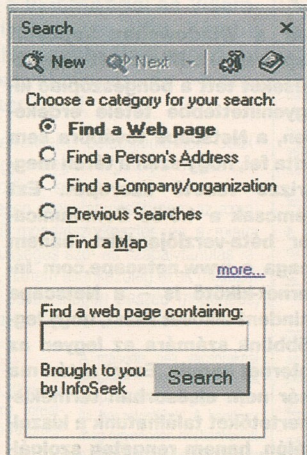 Search
New Next
Choose a category for your search:
Find a Web page
Find a Person's Address
Find a Company/organization
Previous Searches
Find a Map
more...
Find a web page containing:
Brought to you
by InfoSeek
Search